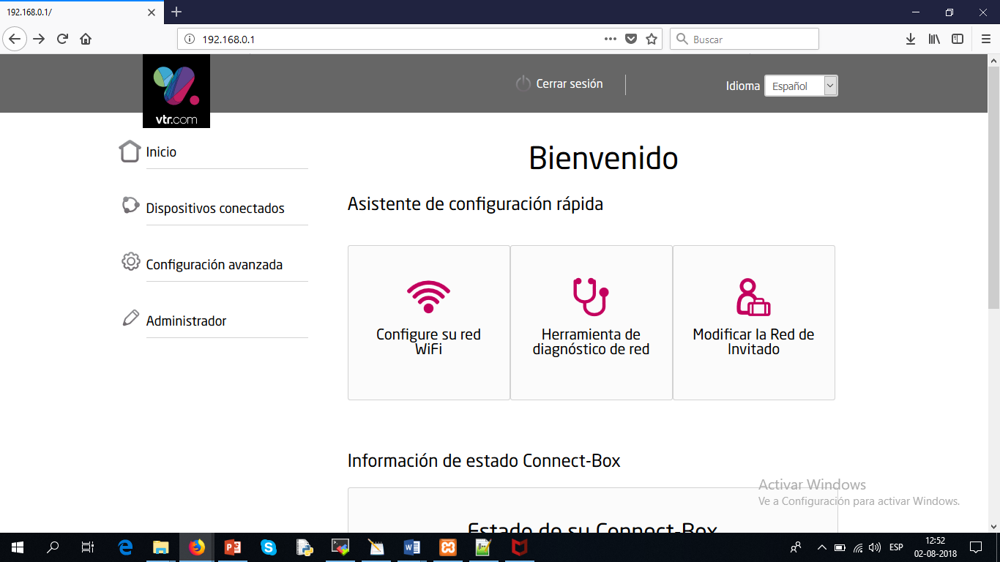 192.168.0.1/
192.168.0.1
Buscar
vtr.com
Cerrar sesión
Idioma
Español
Inicio
Dispositivos conectados
Configuración avanzada
Administrador
Bienvenido
Asistente de configuración rápida
Configure su red
WiFi
Herramienta de
diagnóstico de red
Modificar la Red de
Invitado
Información de estado Connect-Box
Estado de su Connect-Box
Activar Windows
Ve a Configuración para activar Windows.
ESP
12:52
02-08-2018